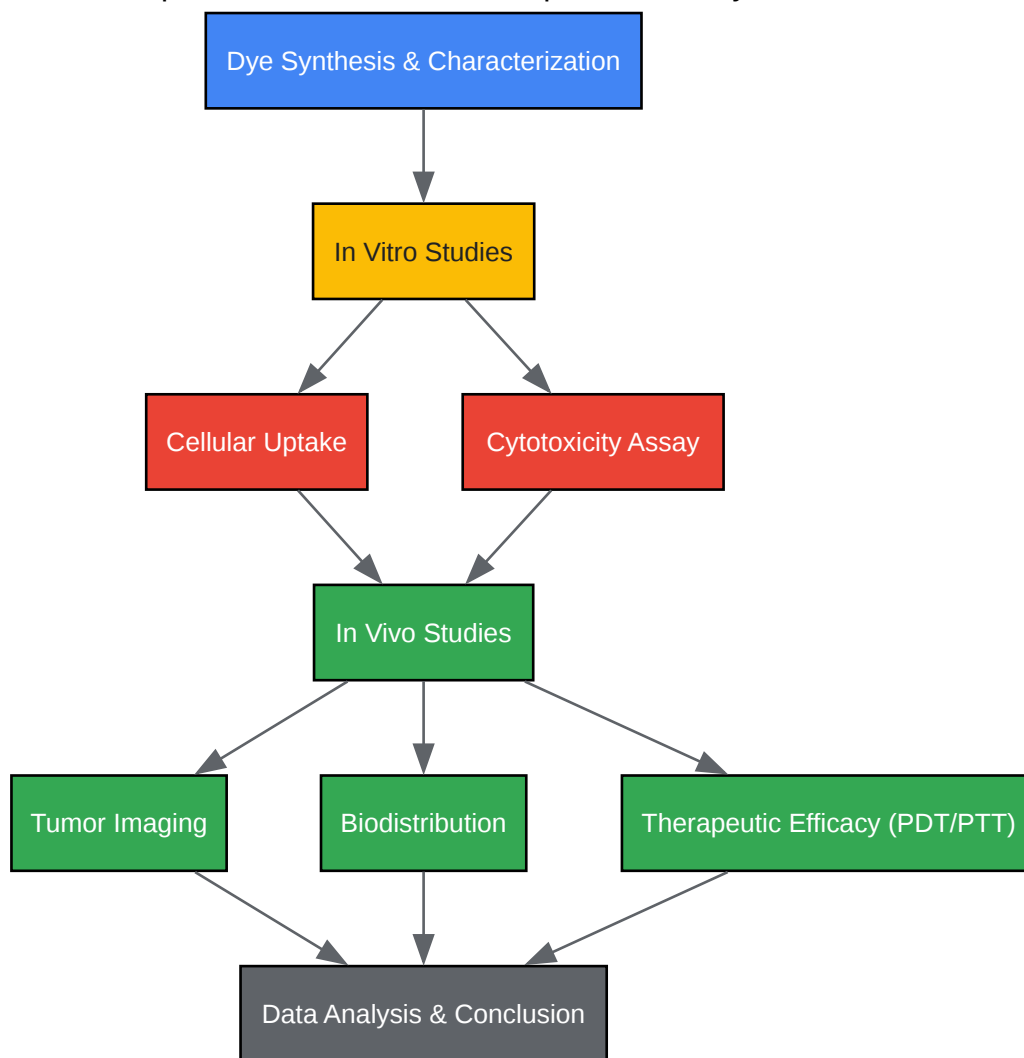 Dye Synthesis & Characterization
In Vitro Studies
Cellular Uptake
Cytotoxicity Assay
In Vivo Studies
Tumor Imaging
Biodistribution
Therapeutic Efficacy (PDT/PTT)
Data Analysis & Conclusion